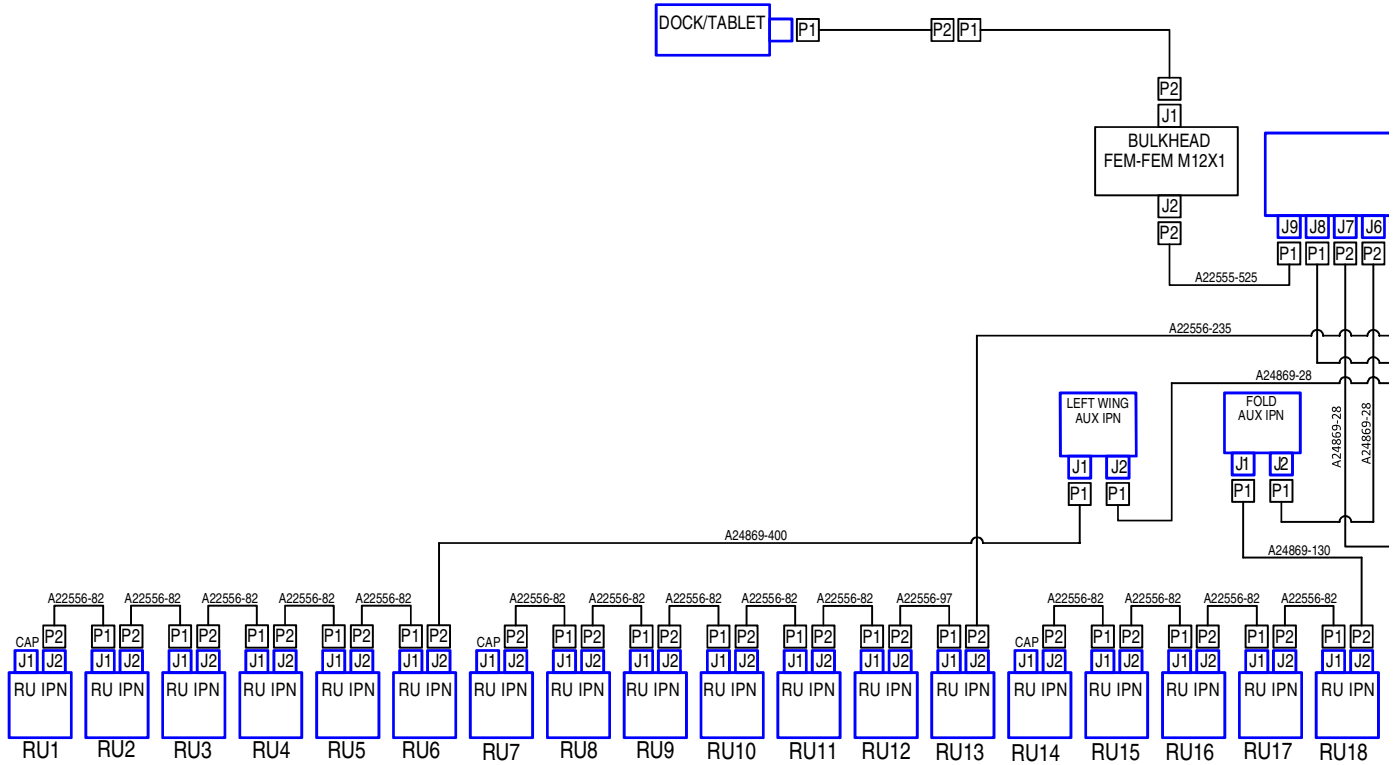 DOCK/TABLET
P1
P2
P1
P2
J1
BULKHEAD
FEM-FEM M12X1
J2
P2
J9 J8 J7 J6
P1 P1 P2 P2
A22555-525
A22556-235
A24869-28
A24869-28
A24869-28
LEFT WING
AUX IPN
J1 J2
P1 P1
FOLD
AUX IPN
J1 J2
P1 P1
A24869-400
A24869-130
A22556-82 A22556-82 A22556-82 A22556-82 A22556-82 A22556-82 A22556-82 A22556-82 A22556-82 A22556-82 A22556-97 A22556-82 A22556-82 A22556-82 A22556-82
CAP P2 P1 P2 P1 P2 P1 P2 P1 P2 P1 P2 CAP P2 P1 P2 P1 P2 P1 P2 P1 P2 P1 P2 P1 P2 CAP P2 P1 P2 P1 P2 P1 P2 P1 P2
J1 J2 J1 J2 J1 J2 J1 J2 J1 J2 J1 J2 J1 J2 J1 J2 J1 J2 J1 J2 J1 J2 J1 J2 J1 J2 J1 J2 J1 J2 J1 J2 J1 J2 J1 J2
RU IPN RU IPN RU IPN RU IPN RU IPN RU IPN RU IPN RU IPN RU IPN RU IPN RU IPN RU IPN RU IPN RU IPN RU IPN RU IPN RU IPN RU IPN
RU1 RU2 RU3 RU4 RU5 RU6 RU7 RU8 RU9 RU10 RU11 RU12 RU13 RU14 RU15 RU16 RU17 RU18